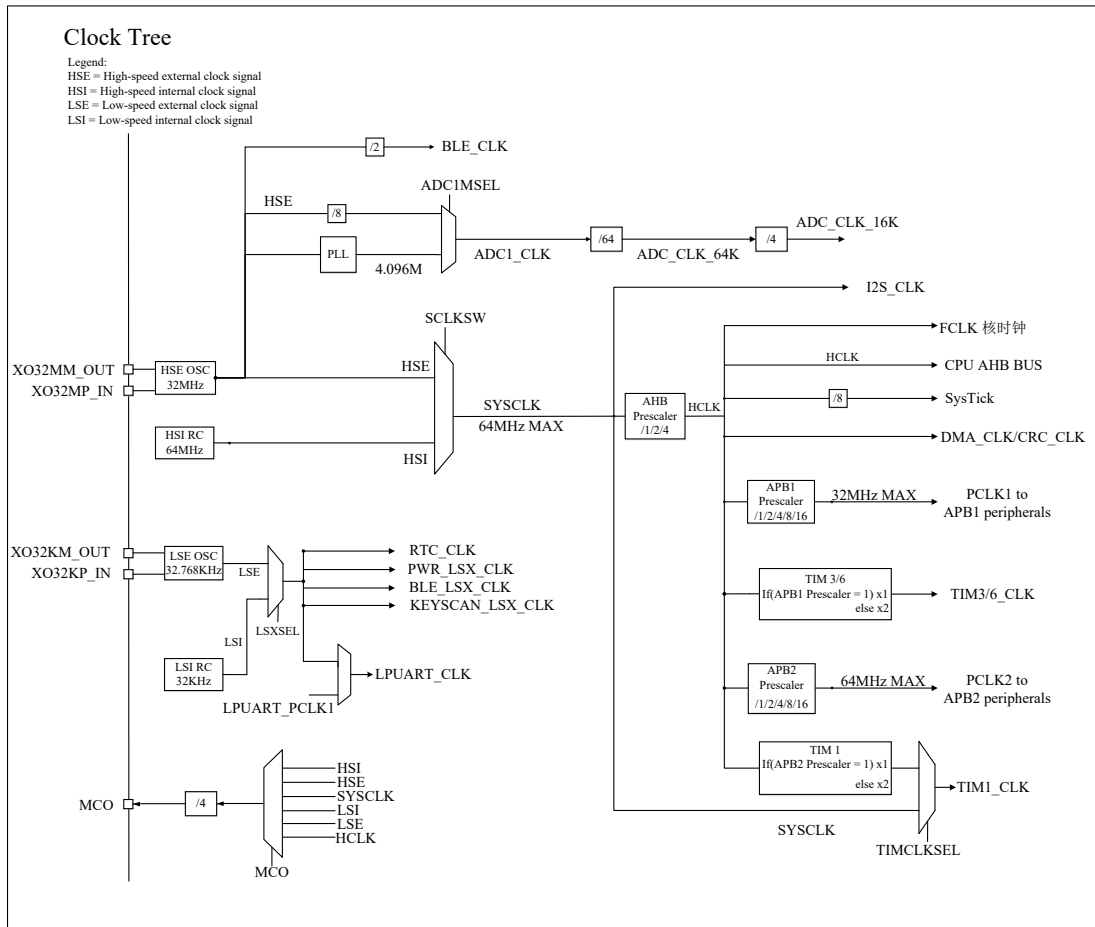 Clock Tree
Legend:
HSE = High-speed external clock signal
HSI = High-speed internal clock signal
LSE = Low-speed external clock signal
LSI = Low-speed internal clock signal
/2
BLE_CLK
ADC1MSEL
HSE
/8
PLL
4.096M
ADC1_CLK
/64
ADC_CLK_64K
/4
ADC_CLK_16K
I2S_CLK
SCLKSW
XO32MM_OUT
XO32MP_IN
HSE OSC
32MHz
HSE
HSI RC
64MHz
HSI
SYSCLK
64MHz MAX
AHB
Prescaler
/1/2/4
HCLK
FCLK 核时钟
HCLK
CPU AHB BUS
/8
SysTick
DMA_CLK/CRC_CLK
APB1
Prescaler
/1/2/4/8/16
32MHz MAX
PCLK1 to
APB1 peripherals
TIM 3/6
If(APB1 Prescaler = 1) x1
else x2
TIM3/6_CLK
APB2
Prescaler
/1/2/4/8/16
64MHz MAX
PCLK2 to
APB2 peripherals
TIM 1
If(APB2 Prescaler = 1) x1
else x2
TIM1_CLK
SYSCLK
TIMCLKSEL
XO32KM_OUT
XO32KP_IN
LSE OSC
32.768KHz
LSE
LSI
LSXSEL
LSI RC
32KHz
RTC_CLK
PWR_LSX_CLK
BLE_LSX_CLK
KEYSCAN_LSX_CLK
LPUART_CLK
LPUART_PCLK1
MCO
/4
HSI
HSE
SYSCLK
LSI
LSE
HCLK
MCO